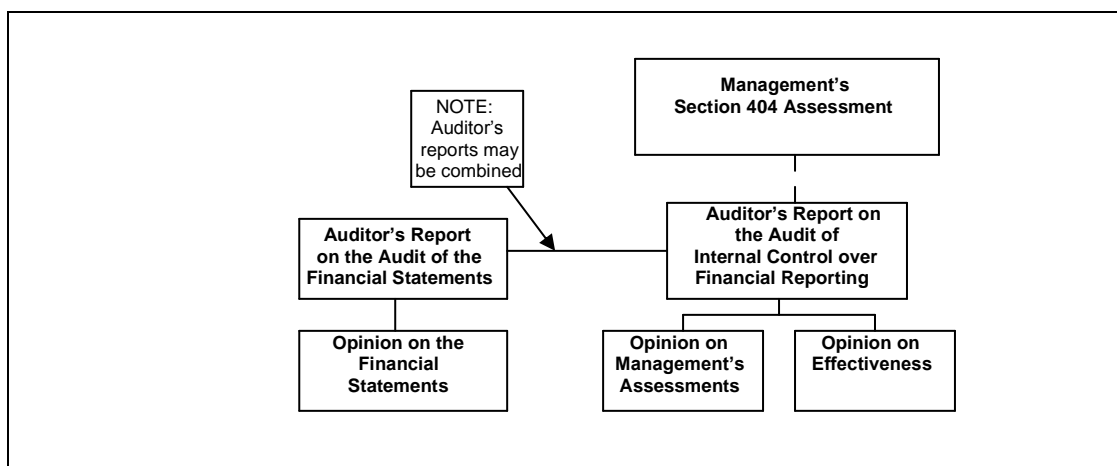 Management's
Section 404 Assessment
NOTE:
Auditor's
reports may
be combined
Auditor's Report
on the Audit of the
Financial Statements
Auditor's Report on
the Audit of
Internal Control over
Financial Reporting
Opinion on the
Financial
Statements
Opinion on
Management's
Assessments
Opinion on
Effectiveness